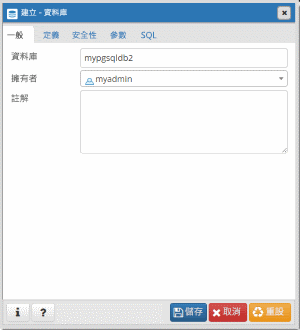 建立 - 資料庫
一般 定義 安全性 參數 SQL
資料庫 mypgsqldb2
擁有者 myadmin
註解
i ? 儲存 取消 重設